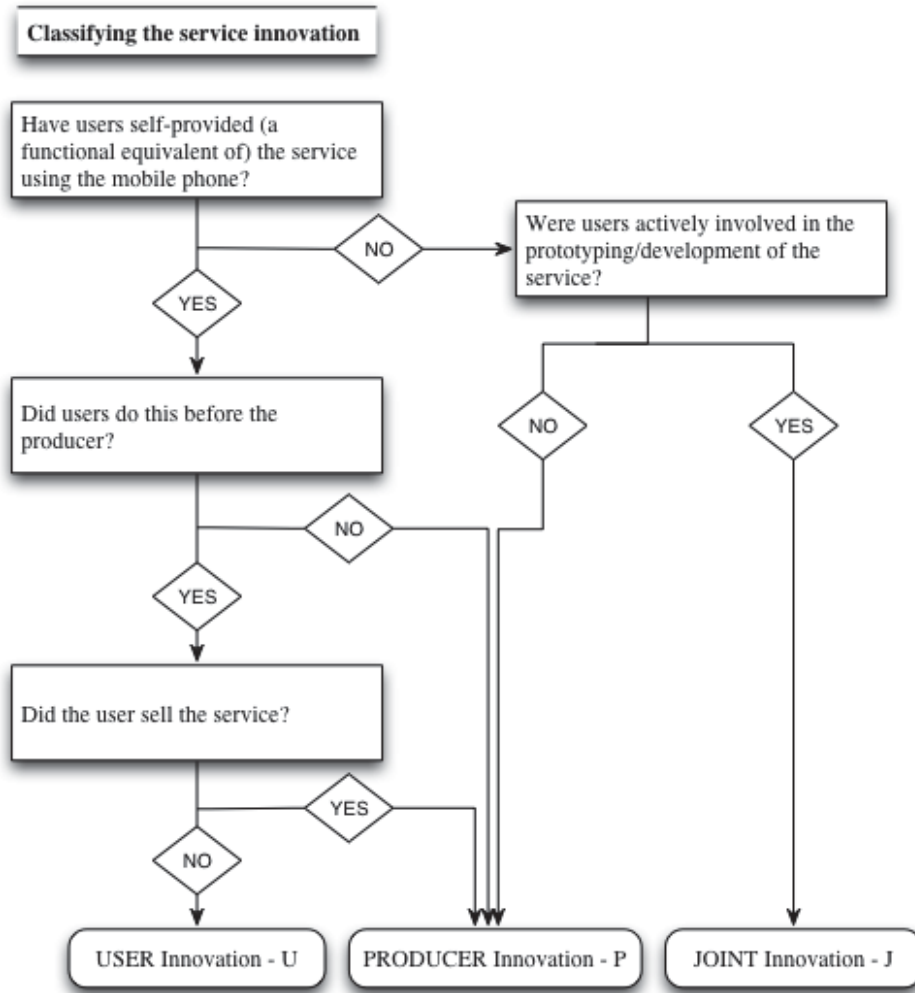 Classifying the service innovation
Have users self-provided (a
functional equivalent of) the service
using the mobile phone?
NO
Were users actively involved in the
prototyping/development of the
service?
YES
Did users do this before the
producer?
NO
YES
NO
YES
Did the user sell the service?
YES
NO
USER Innovation - U
PRODUCER Innovation - P
JOINT Innovation - J